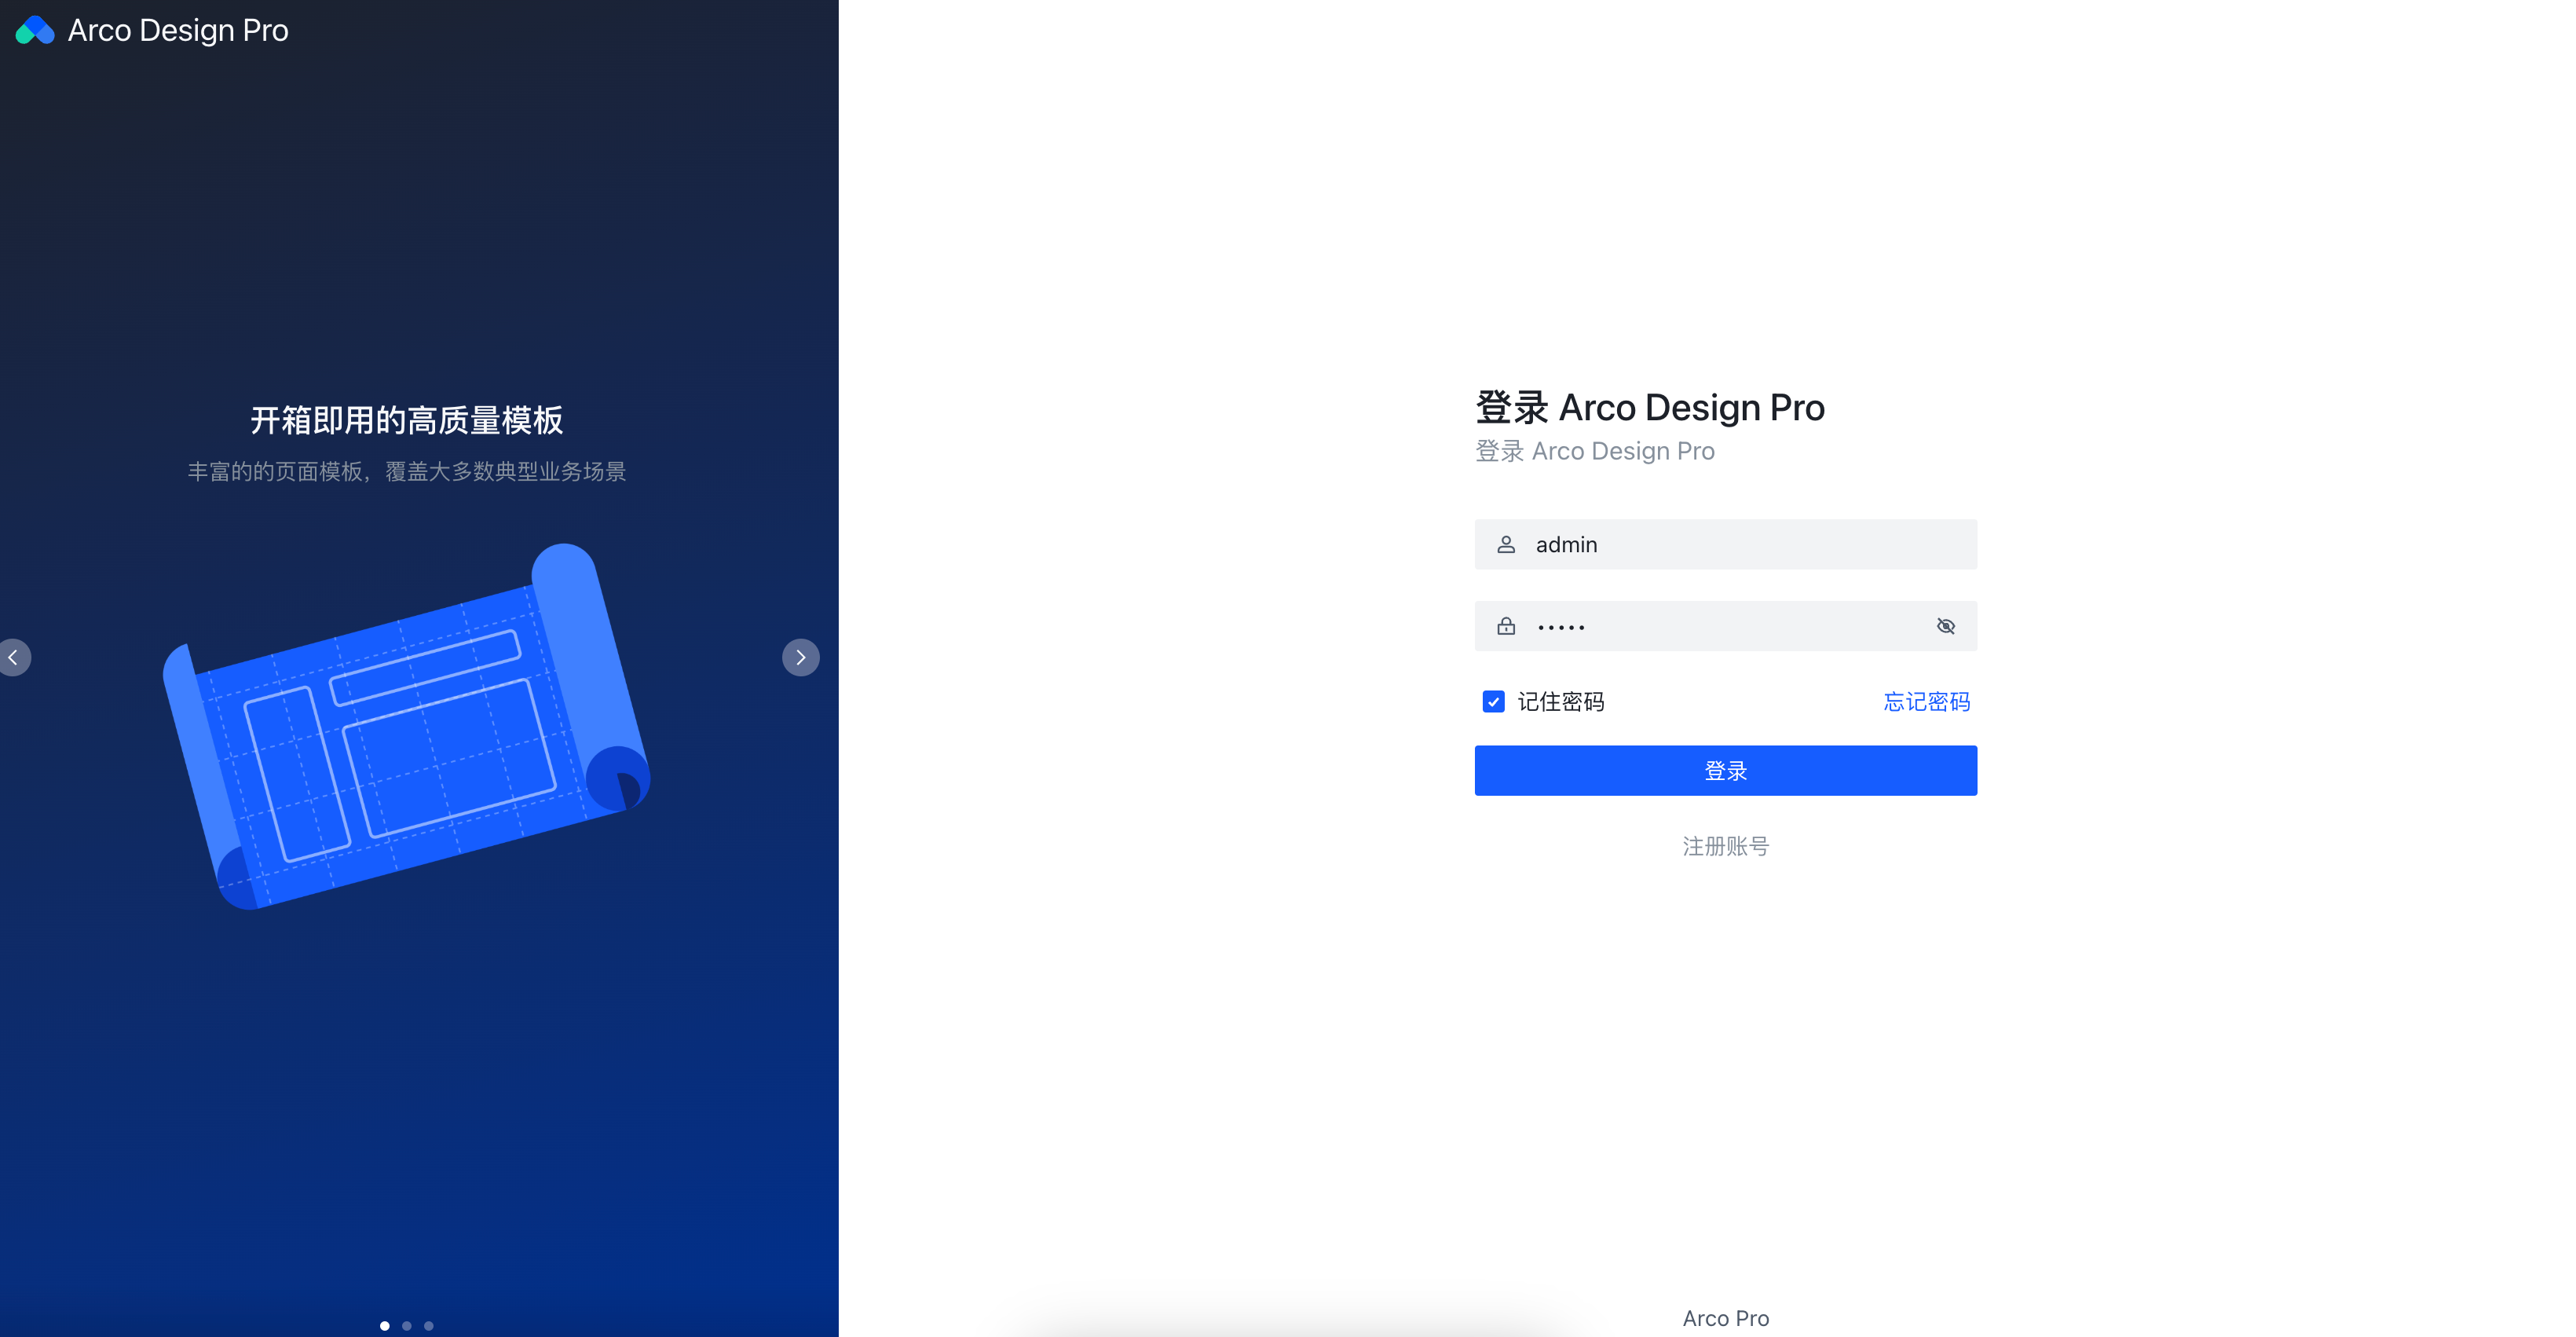 Arco Design Pro
开箱即用的高质量模板
丰富的的页面模板，覆盖大多数典型业务场景
登录 Arco Design Pro
登录 Arco Design Pro
admin
•••••
记住密码
忘记密码
登录
注册账号
Arco Pro